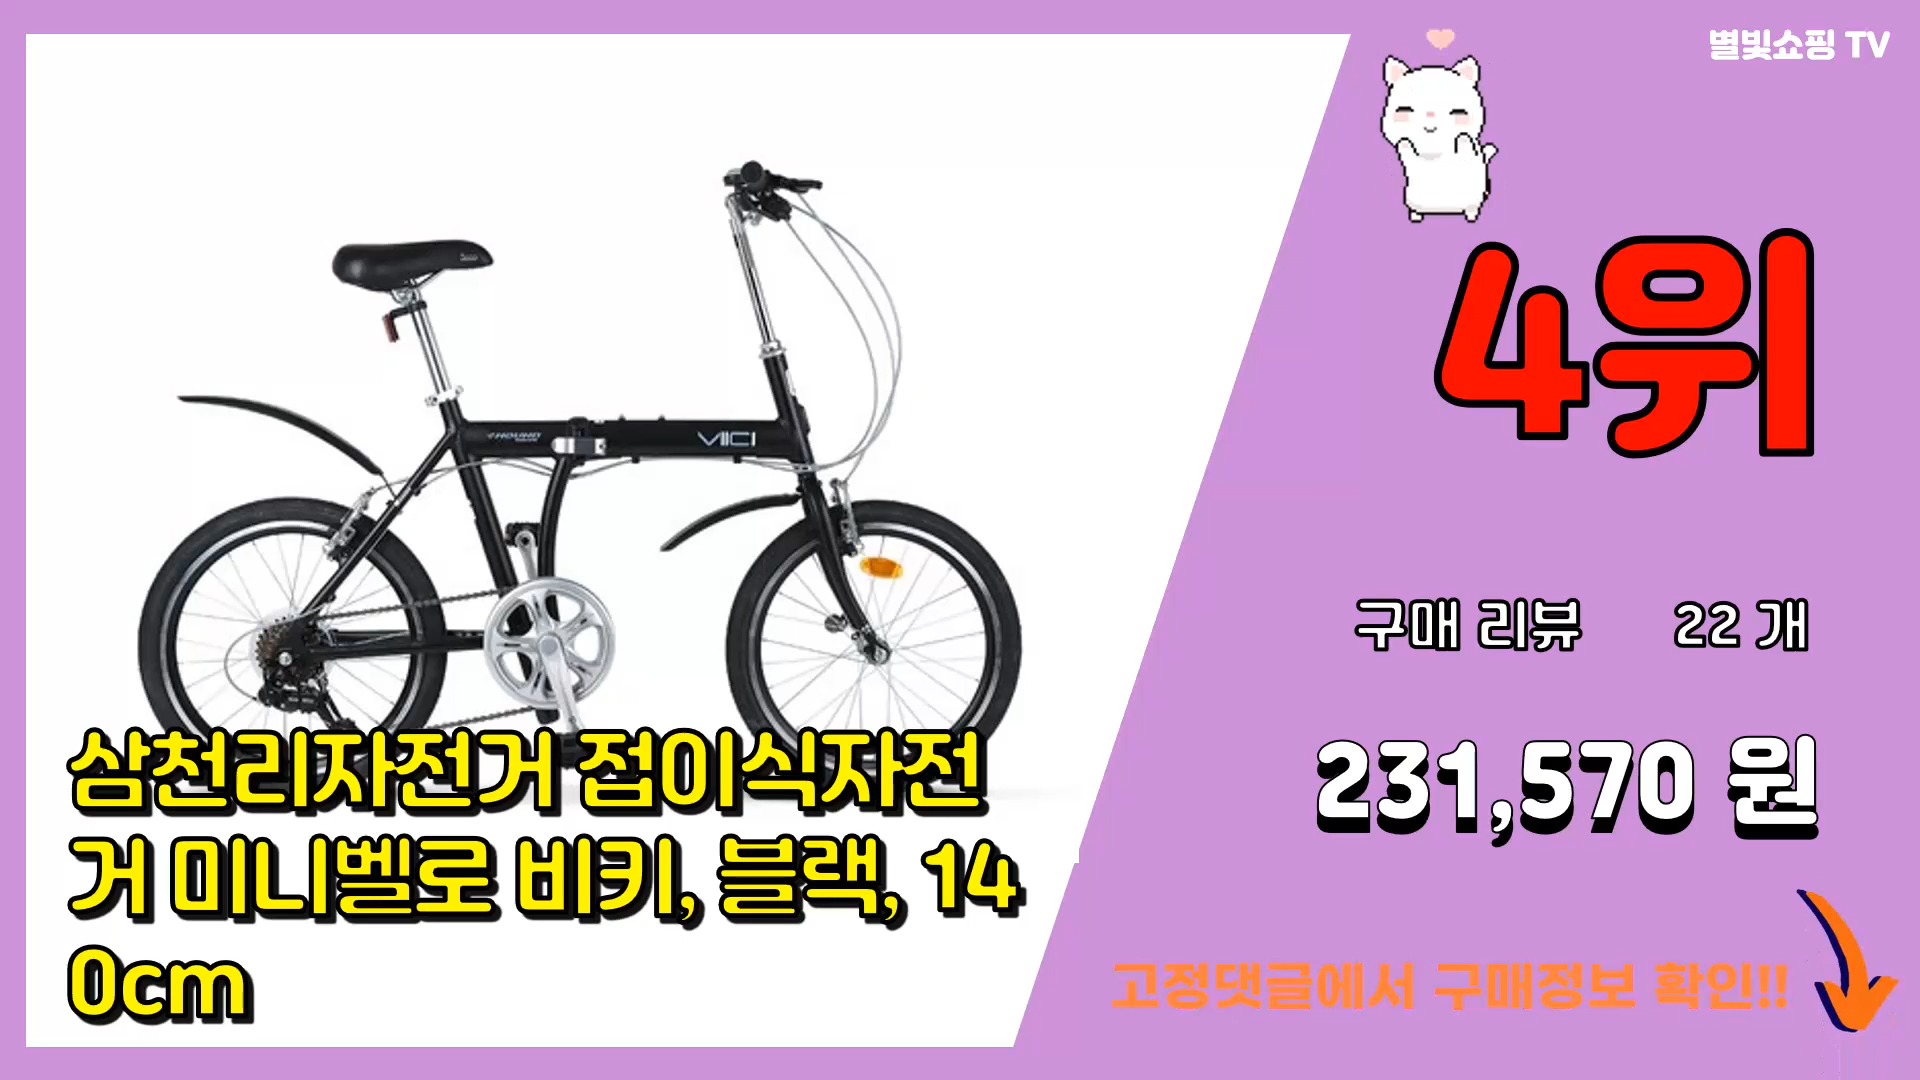 별빛쇼핑 TV
4위
VIICI
구매 리뷰 22 개
231,570 원
삼천리자전거 접이식자전
거 미니벨로 비키, 블랙, 14
0cm
고정댓글에서 구매정보 확인!!